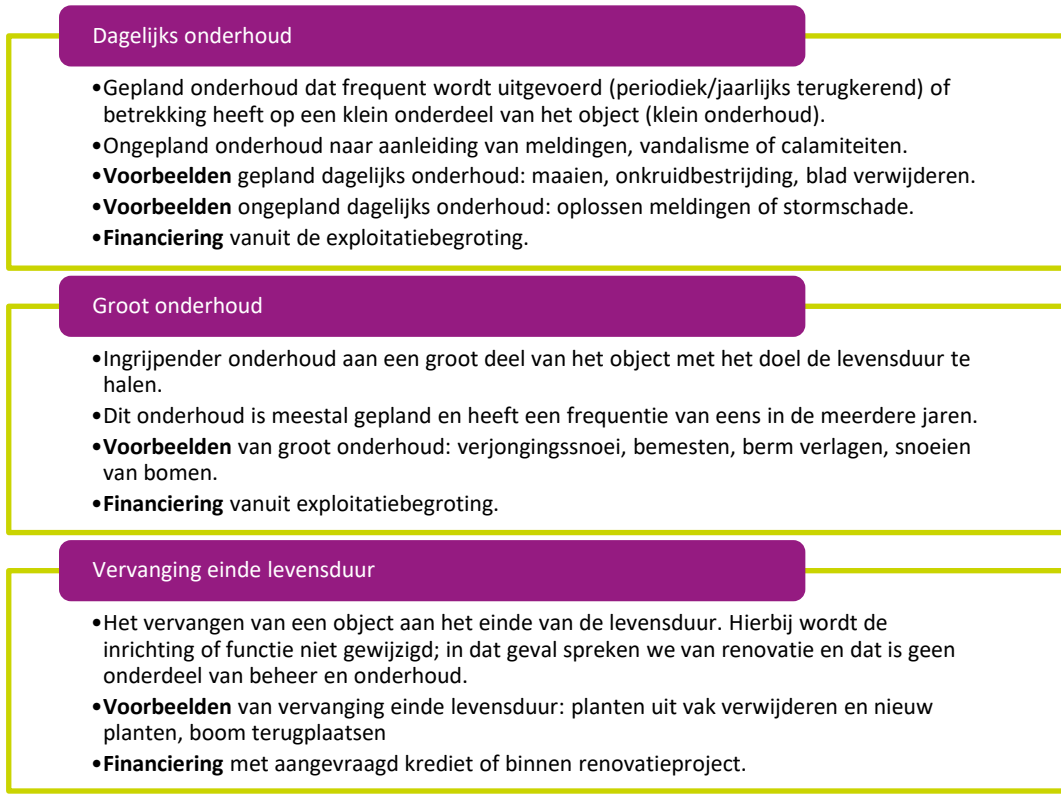 Dagelijks onderhoud
•Gepland onderhoud dat frequent wordt uitgevoerd (periodiek/jaarlijks terugkerend) of
betrekking heeft op een klein onderdeel van het object (klein onderhoud).
•Ongepland onderhoud naar aanleiding van meldingen, vandalisme of calamiteiten.
•Voorbeelden gepland dagelijks onderhoud: maaien, onkruidbestrijding, blad verwijderen.
•Voorbeelden ongepland dagelijks onderhoud: oplossen meldingen of stormschade.
•Financiering vanuit de exploitatiebegroting.
Groot onderhoud
•Ingrijpender onderhoud aan een groot deel van het object met het doel de levensduur te
halen.
•Dit onderhoud is meestal gepland en heeft een frequentie van eens in de meerdere jaren.
•Voorbeelden van groot onderhoud: verjongingssnoei, bemesten, berm verlagen, snoeien
van bomen.
•Financiering vanuit exploitatiebegroting.
Vervanging einde levensduur
•Het vervangen van een object aan het einde van de levensduur. Hierbij wordt de
inrichting of functie niet gewijzigd; in dat geval spreken we van renovatie en dat is geen
onderdeel van beheer en onderhoud.
•Voorbeelden van vervanging einde levensduur: planten uit vak verwijderen en nieuw
planten, boom terugplaatsen
•Financiering met aangevraagd krediet of binnen renovatieproject.